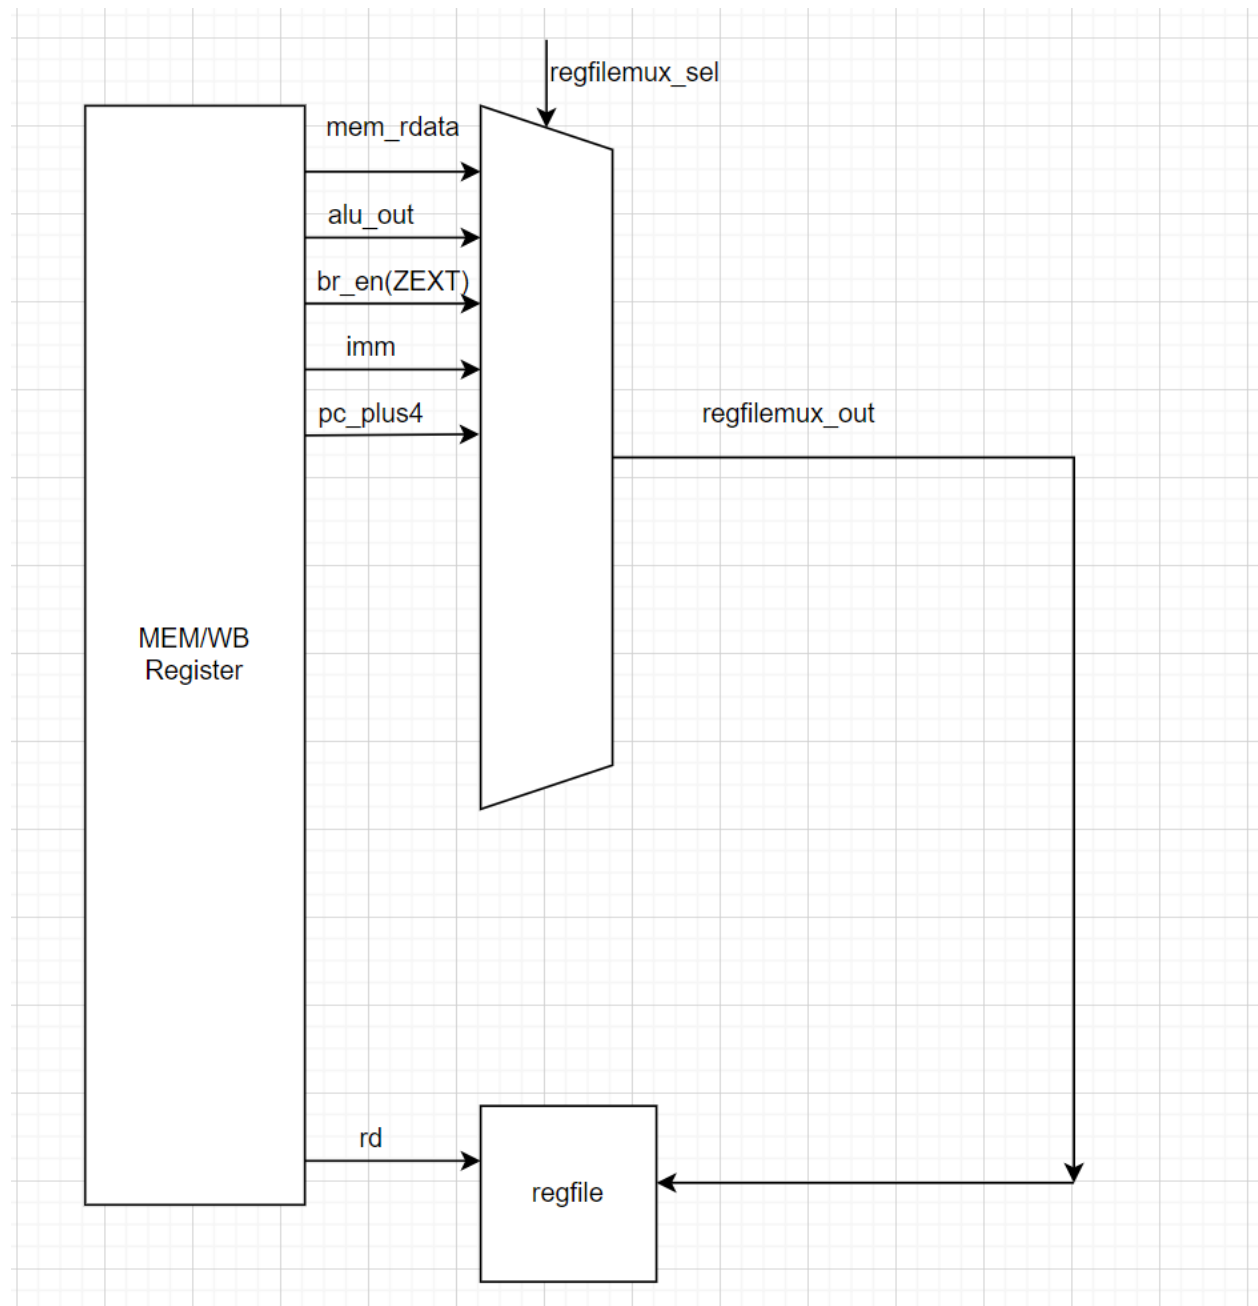 regfilemux_sel
mem_rdata
alu_out
br_en(ZEXT)
imm
pc_plus4
regfilemux_out
MEM/WB
Register
rd
regfile